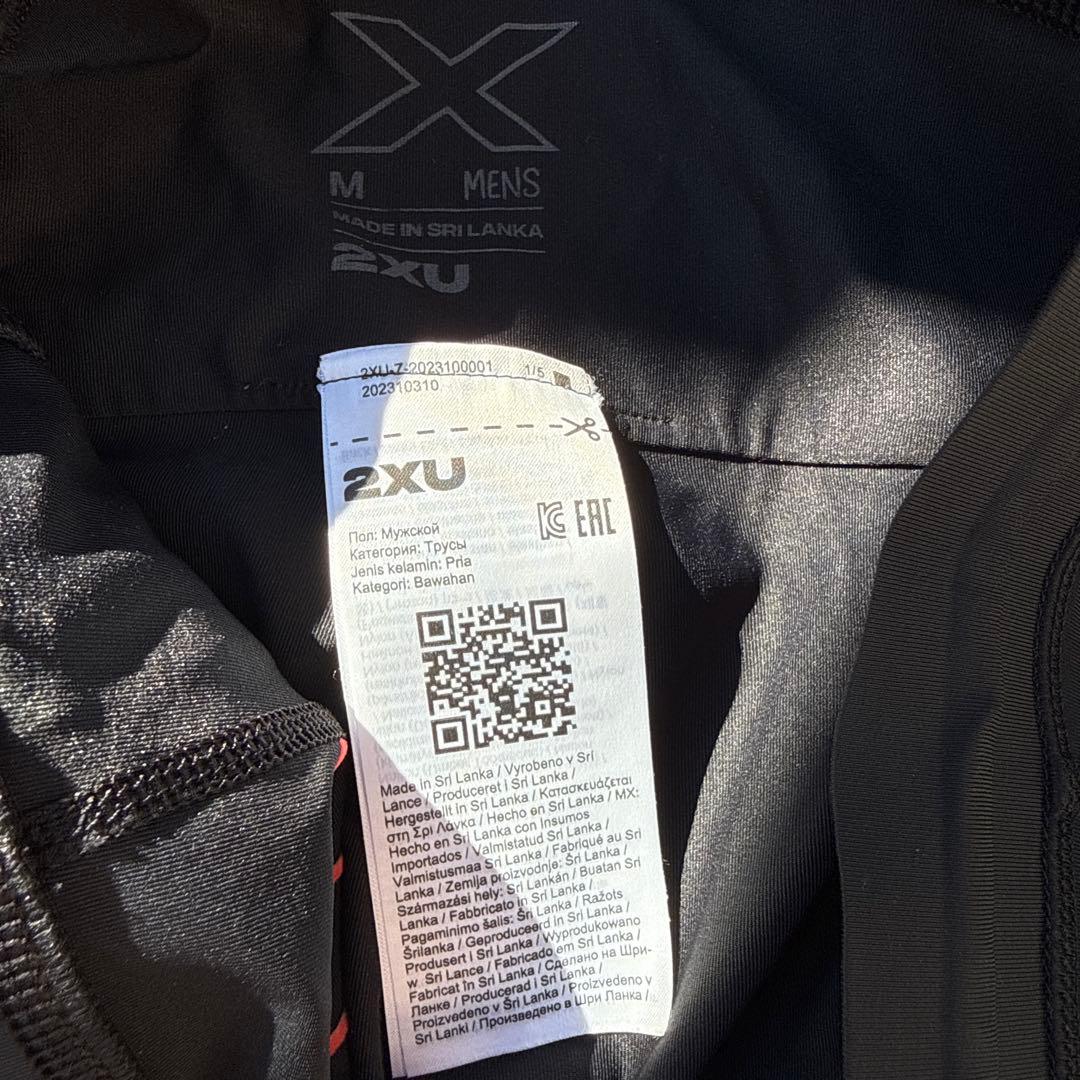 M MENS
MADE IN SRI LANKA
2XU
2XU-Z-2023100001 1/5
202310310
2XU
EAC
Пол: Мужской
Категория: Трусы
Jenis kelamin: Pria
Kategori: Bawahan
Made in Sri Lanka / Vyrobeno v Srí
Lance / Produceret i Sri Lanka /
Hergestellt in Sri Lanka / Κατασκευάζεται
στη Σρι Λάνκα / Hecho en Sri Lanka / MX:
Hecho en Sri Lanka con Insumos
Importados / Valmistatud Sri Lanka /
Valmistusmaa Sri Lanka / Fabriqué au Sri
Lanka / Zemija proizvodnje: Šri Lanka /
Származási hely: Srí Lankán / Buatan Sri
Lanka / Fabbricato in Sri Lanka /
Pagaminimo šalis: Šri Lanka / Ražots
Šrilanka / Geproduceerd in Sri Lanka /
Produsert i Sri Lanka / Wyprodukowano
w Sri Lance / Fabricado em Sri Lanka /
Fabricat în Sri Lanka / Сделано на Шри-
Ланке / Producerad i Sri Lanka /
Proizvedeno v Šri Lanka / Proizvedeno v
Sri Lanki / Произведено в Шри Ланка /